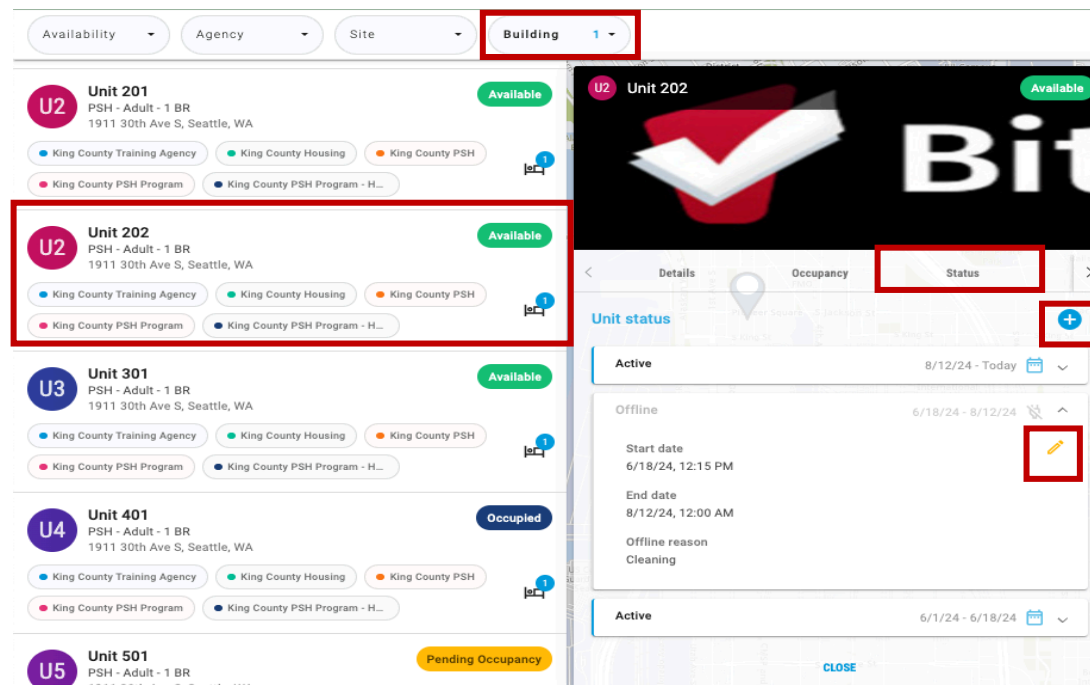 Availability
Agency
Site
Building 1
U2
Unit 201
Available
PSH - Adult - 1 BR
1911 30th Ave S, Seattle, WA
King County Training Agency
King County Housing
King County PSH
1
King County PSH Program
King County PSH Program - H...
U2
Unit 202
Available
PSH - Adult - 1 BR
1911 30th Ave S, Seattle, WA
King County Training Agency
King County Housing
King County PSH
1
King County PSH Program
King County PSH Program - H...
U3
Unit 301
Available
PSH - Adult - 1 BR
1911 30th Ave S, Seattle, WA
King County Training Agency
King County Housing
King County PSH
1
King County PSH Program
King County PSH Program - H...
U4
Unit 401
Occupied
PSH - Adult - 1 BR
1911 30th Ave S, Seattle, WA
King County Training Agency
King County Housing
King County PSH
1
King County PSH Program
King County PSH Program - H...
U5
Unit 501
Pending Occupancy
PSH - Adult - 1 BR
U2 Unit 202
Available
Bit
Details
Occupancy
Status
Unit status
Active
8/12/24 - Today
Offline
6/18/24 - 8/12/24
Start date
6/18/24, 12:15 PM
End date
8/12/24, 12:00 AM
Offline reason
Cleaning
Active
6/1/24 - 6/18/24
CLOSE